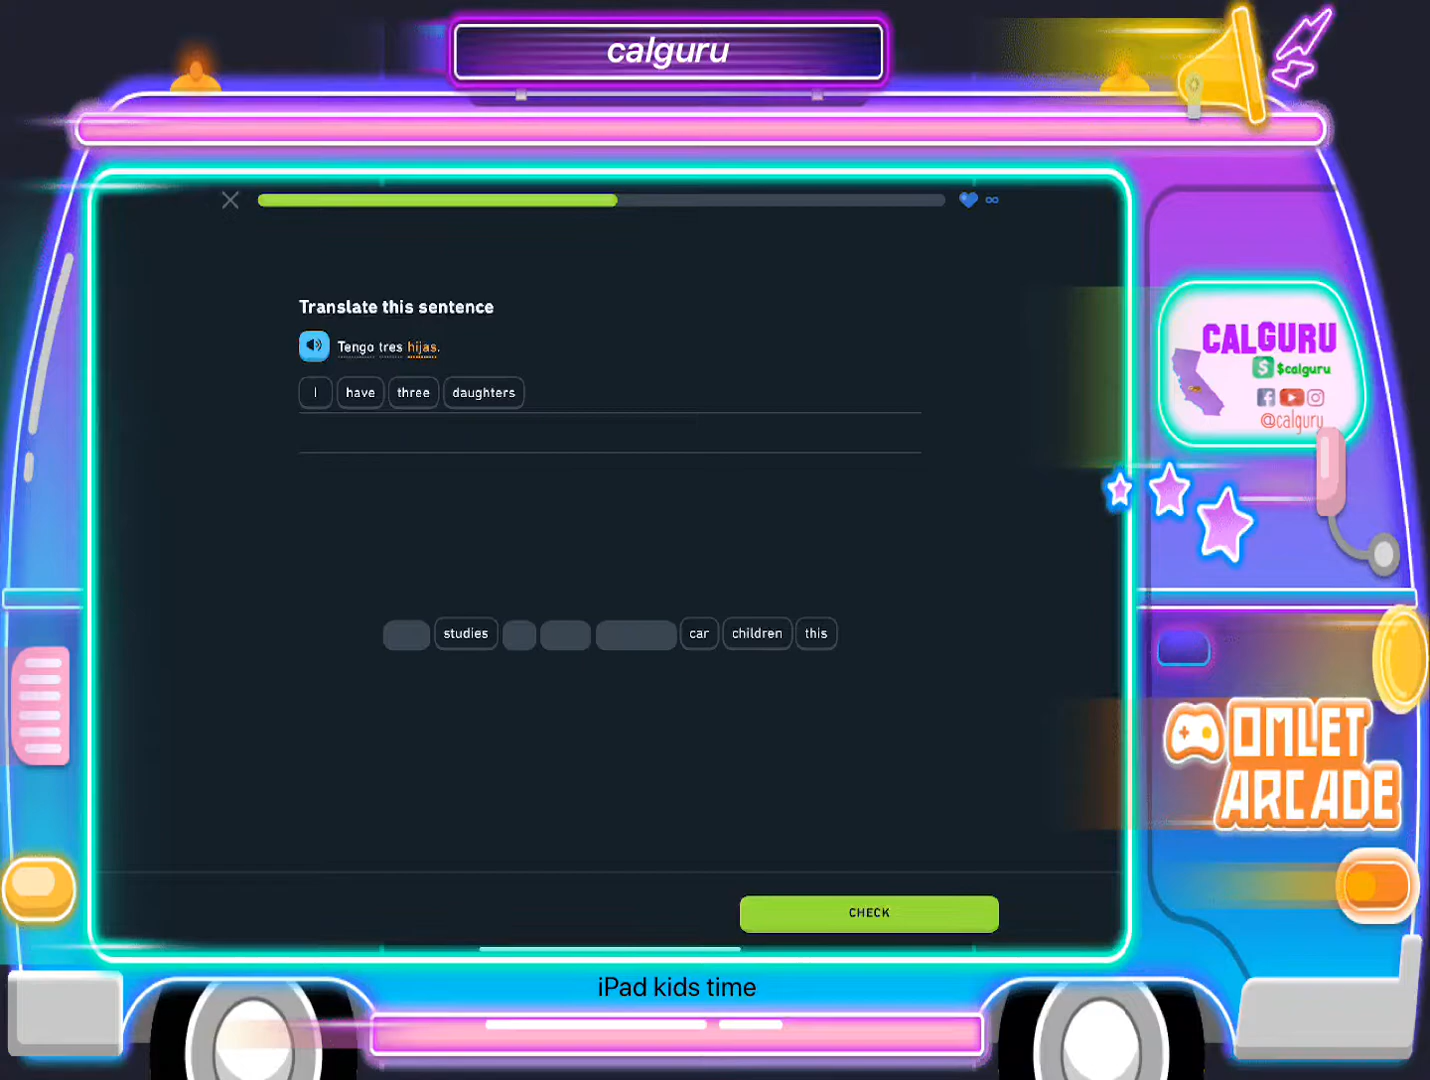 calguru
∞
Translate this sentence
Tengo tres hijas.
I have three daughters
studies car children this
CHECK
CALGURU
$ $calguru
@calguru
OMLET
ARCADE
iPad kids time